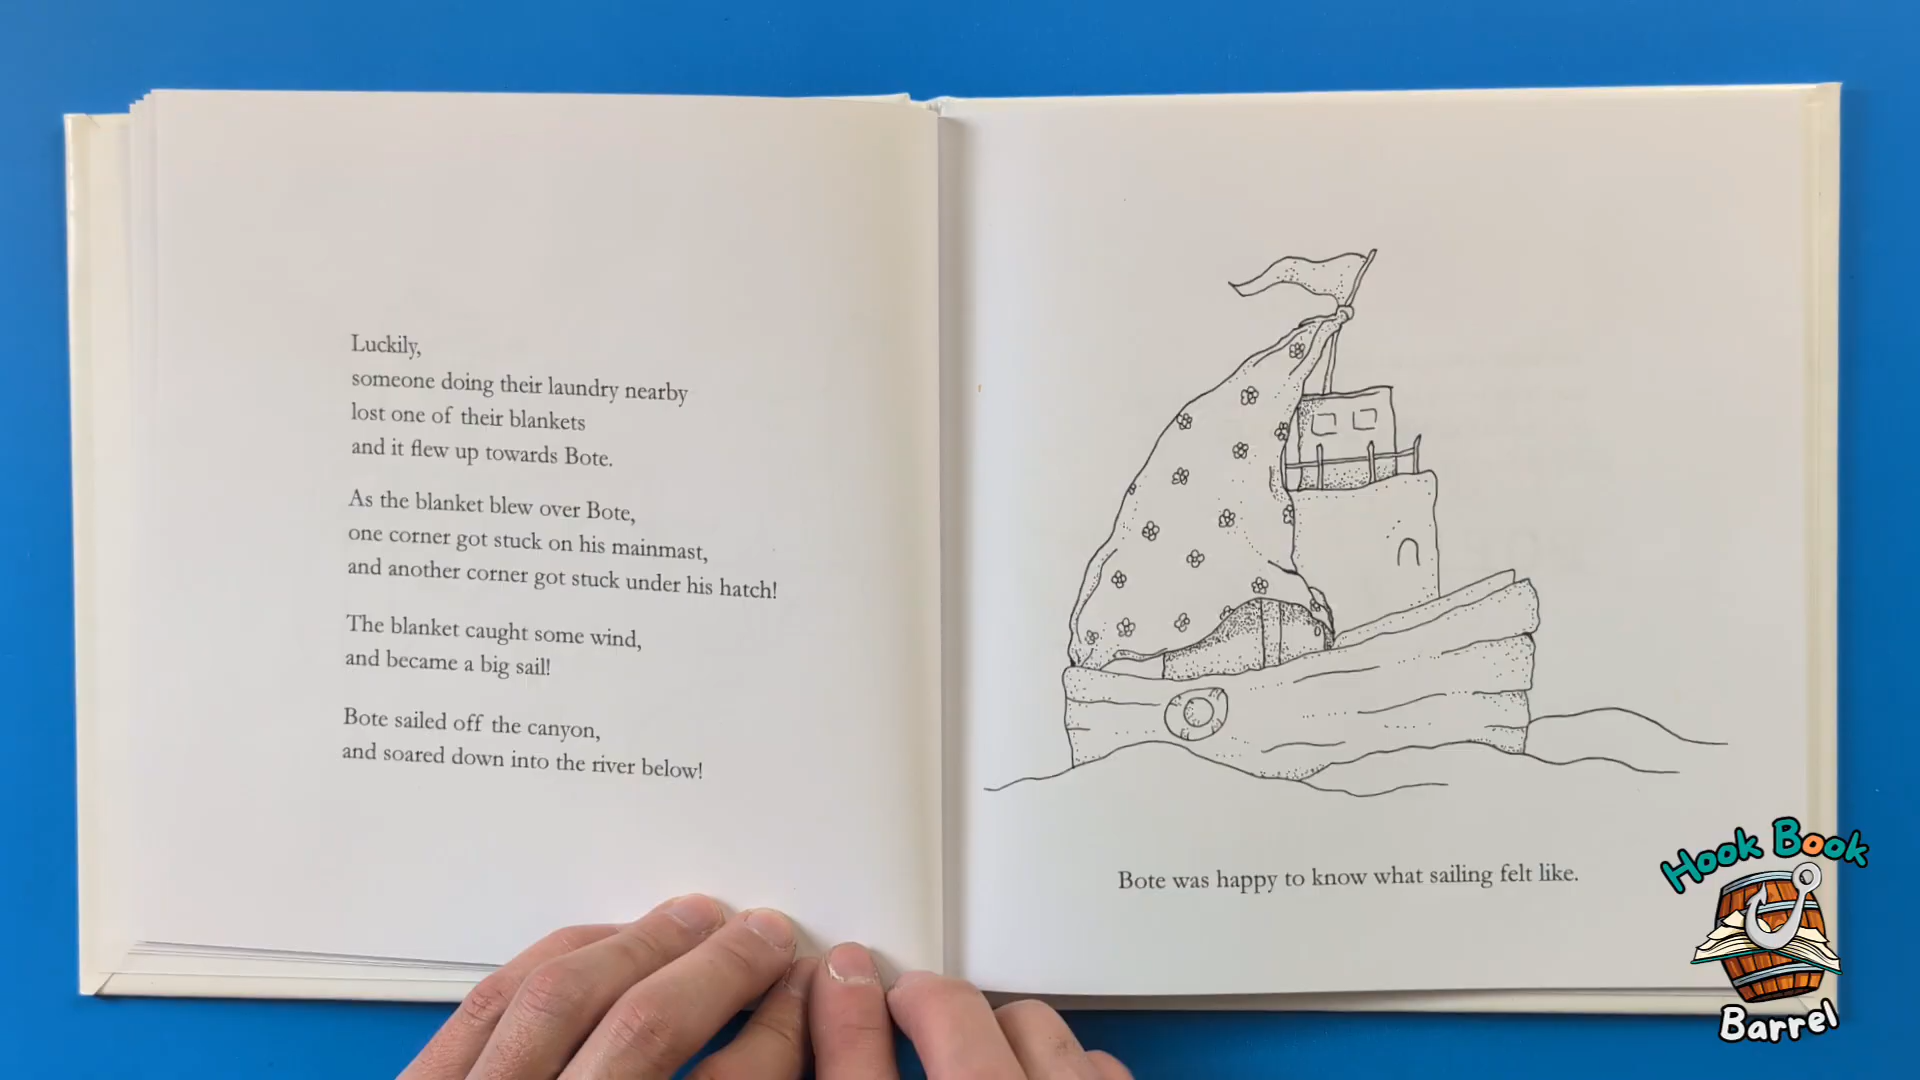 Luckily,
someone doing their laundry nearby
lost one of their blankets
and it flew up towards Bote.
As the blanket blew over Bote,
one corner got stuck on his mainmast,
and another corner got stuck under his hatch!
The blanket caught some wind,
and became a big sail!
Bote sailed off the canyon,
and soared down into the river below!
Bote was happy to know what sailing felt like.
Hook Book
Barrel